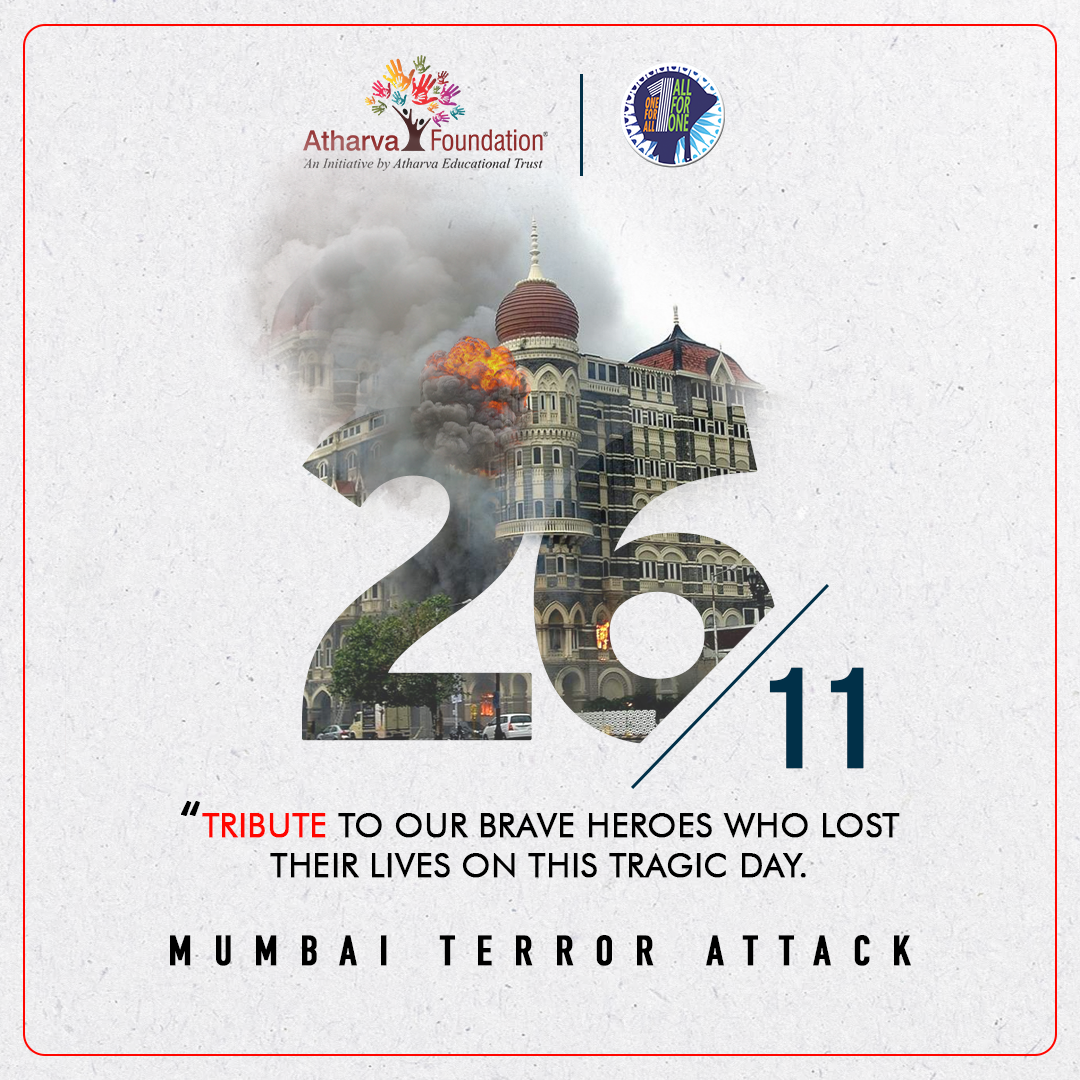 Atharva Foundation®
An Initiative by Atharva Educational Trust
ONE FOR ALL
1
ALL FOR ONE
26/11
“TRIBUTE TO OUR BRAVE HEROES WHO LOST
THEIR LIVES ON THIS TRAGIC DAY.
MUMBAI TERROR ATTACK